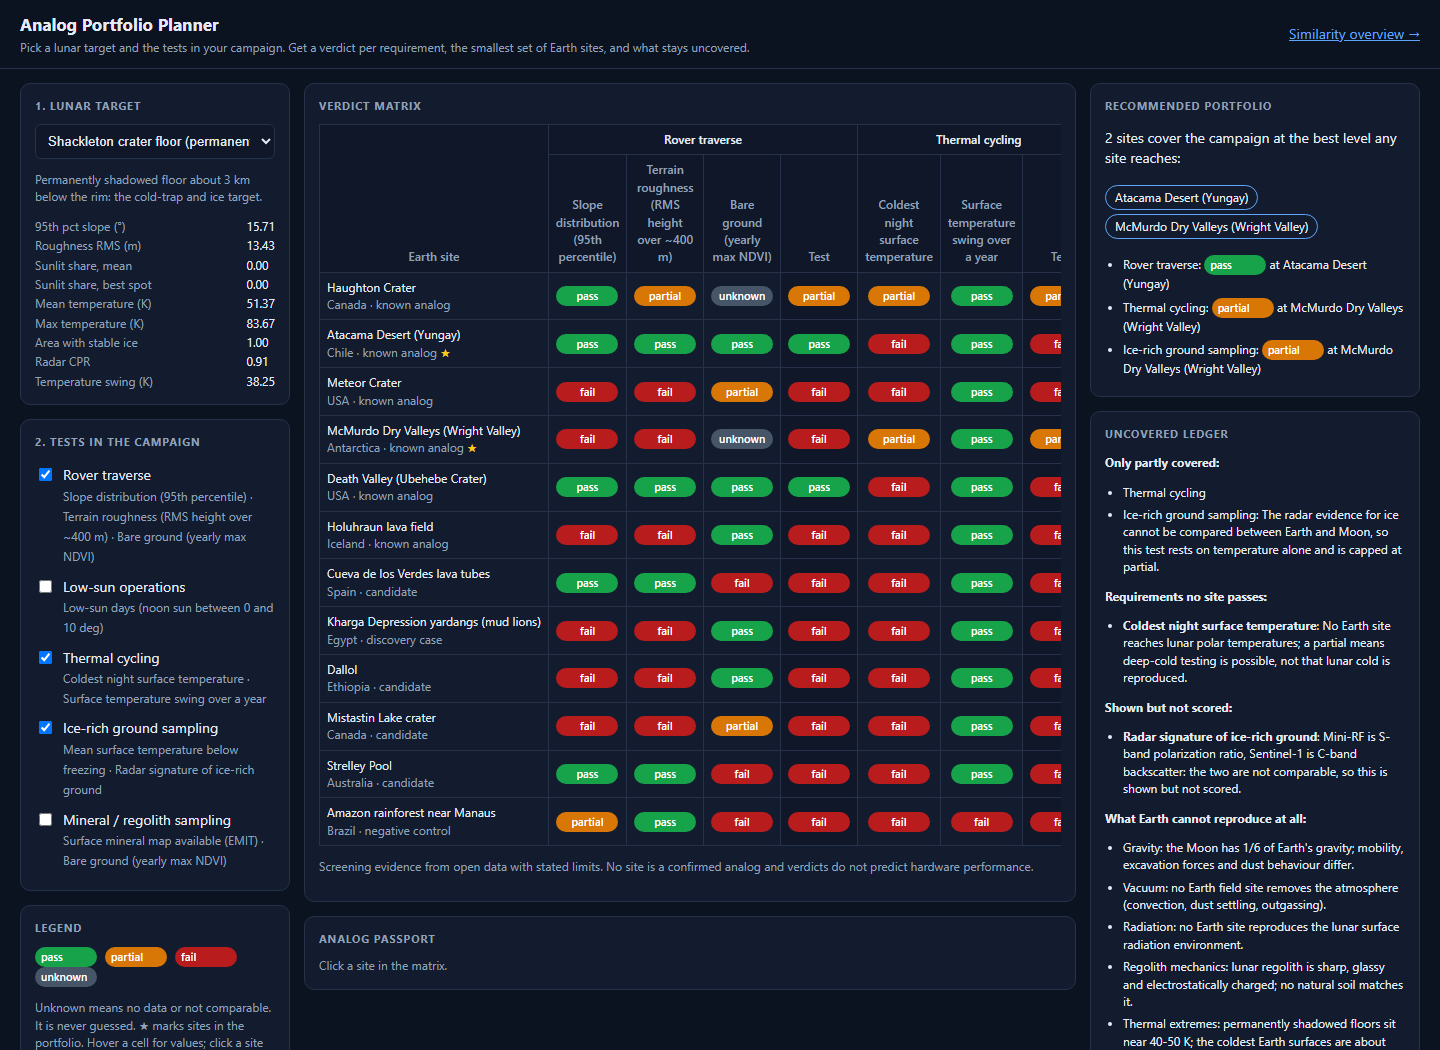 Analog Portfolio Planner
Pick a lunar target and the tests in your campaign. Get a verdict per requirement, the smallest set of Earth sites, and what stays uncovered.
Similarity overview →
1. LUNAR TARGET
Shackleton crater floor (permanen
Permanently shadowed floor about 3 km
below the rim: the cold-trap and ice target.
95th pct slope (°) 15.71
Roughness RMS (m) 13.43
Sunlit share, mean 0.00
Sunlit share, best spot 0.00
Mean temperature (K) 51.37
Max temperature (K) 83.67
Area with stable ice 1.00
Radar CPR 0.91
Temperature swing (K) 38.25
2. TESTS IN THE CAMPAIGN
Rover traverse
Slope distribution (95th percentile) ·
Terrain roughness (RMS height over
~400 m) · Bare ground (yearly max
NDVI)
Low-sun operations
Low-sun days (noon sun between 0 and
10 deg)
Thermal cycling
Coldest night surface temperature ·
Surface temperature swing over a year
Ice-rich ground sampling
Mean surface temperature below
freezing · Radar signature of ice-rich
ground
Mineral / regolith sampling
Surface mineral map available (EMIT) ·
Bare ground (yearly max NDVI)
LEGEND
pass partial fail
unknown
Unknown means no data or not comparable.
It is never guessed. ★ marks sites in the
portfolio. Hover a cell for values; click a site
VERDICT MATRIX
Rover traverse Thermal cycling
Earth site
Slope
distribution
(95th
percentile)
Terrain
roughness
(RMS
height
over ~400
m)
Bare
ground
(yearly
max NDVI)
Test
Coldest
night
surface
temperature
Surface
temperature
swing over
a year
Te
Haughton Crater
Canada · known analog
pass partial unknown partial partial pass par
Atacama Desert (Yungay)
Chile · known analog ★
pass pass pass pass fail pass fa
Meteor Crater
USA · known analog
fail fail partial fail fail pass fa
McMurdo Dry Valleys (Wright Valley)
Antarctica · known analog ★
fail fail unknown fail partial pass par
Death Valley (Ubehebe Crater)
USA · known analog
pass pass pass pass fail pass fa
Holuhraun lava field
Iceland · known analog
fail fail pass fail fail pass fa
Cueva de los Verdes lava tubes
Spain · candidate
pass pass fail fail fail pass fa
Kharga Depression yardangs (mud lions)
Egypt · discovery case
fail fail pass fail fail pass fa
Dallol
Ethiopia · candidate
fail fail pass fail fail pass fa
Mistastin Lake crater
Canada · candidate
fail fail partial fail fail pass fa
Strelley Pool
Australia · candidate
pass pass fail fail fail pass fa
Amazon rainforest near Manaus
Brazil · negative control
partial pass fail fail fail fail fa
Screening evidence from open data with stated limits. No site is a confirmed analog and verdicts do not predict hardware performance.
ANALOG PASSPORT
Click a site in the matrix.
RECOMMENDED PORTFOLIO
2 sites cover the campaign at the best level any
site reaches:
Atacama Desert (Yungay)
McMurdo Dry Valleys (Wright Valley)
• Rover traverse: pass at Atacama Desert
(Yungay)
• Thermal cycling: partial at McMurdo Dry Valleys
(Wright Valley)
• Ice-rich ground sampling: partial at McMurdo
Dry Valleys (Wright Valley)
UNCOVERED LEDGER
Only partly covered:
• Thermal cycling
• Ice-rich ground sampling: The radar evidence for ice
cannot be compared between Earth and Moon, so
this test rests on temperature alone and is capped at
partial.
Requirements no site passes:
• Coldest night surface temperature: No Earth site
reaches lunar polar temperatures; a partial means
deep-cold testing is possible, not that lunar cold is
reproduced.
Shown but not scored:
• Radar signature of ice-rich ground: Mini-RF is S-
band polarization ratio, Sentinel-1 is C-band
backscatter: the two are not comparable, so this is
shown but not scored.
What Earth cannot reproduce at all:
• Gravity: the Moon has 1/6 of Earth's gravity; mobility,
excavation forces and dust behaviour differ.
• Vacuum: no Earth field site removes the atmosphere
(convection, dust settling, outgassing).
• Radiation: no Earth site reproduces the lunar surface
radiation environment.
• Regolith mechanics: lunar regolith is sharp, glassy
and electrostatically charged; no natural soil matches
it.
• Thermal extremes: permanently shadowed floors sit
near 40-50 K; the coldest Earth surfaces are about